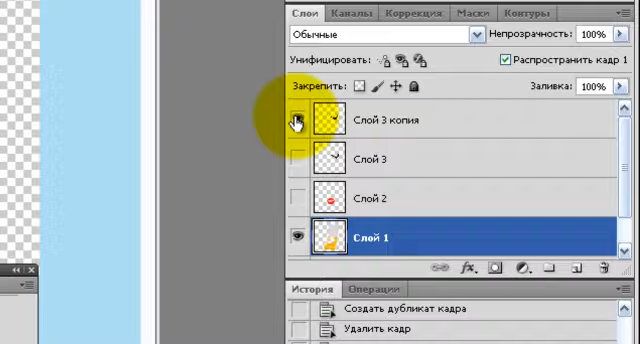 Слои Каналы Коррекция Маски Контуры
Обычные Непрозрачность: 100%
Унифицировать: Распространить кадр 1
Закрепить: Заливка: 100%
Слой 3 копия
Слой 3
Слой 2
Слой 1
fx.
История Операции
Создать дубликат кадра
Удалить кадр